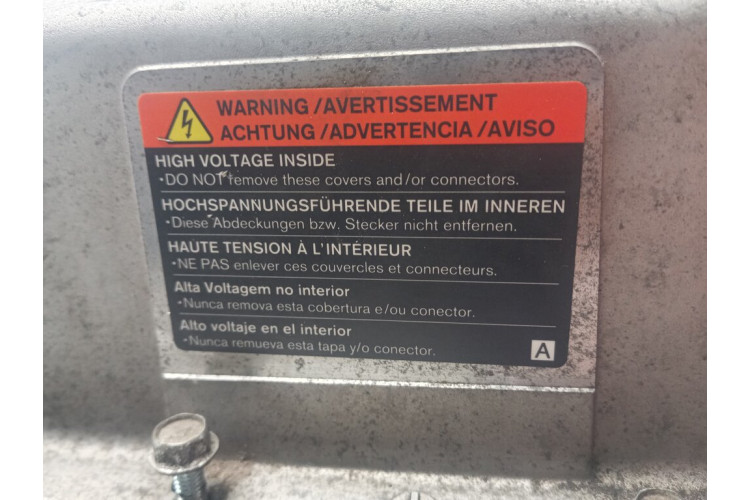 WARNING /AVERTISSEMENT
ACHTUNG /ADVERTENCIA /AVISO
HIGH VOLTAGE INSIDE
•DO NOT remove these covers and/or connectors.
HOCHSPANNUNGSFÜHRENDE TEILE IM INNEREN
•Diese Abdeckungen bzw. Stecker nicht entfernen.
HAUTE TENSION À L'INTÉRIEUR
•NE PAS enlever ces couvercles et connecteurs.
Alta Voltagem no interior
•Nunca remova esta cobertura e/ou conector.
Alto voltaje en el interior
•Nunca remueva esta tapa y/o conector.
A